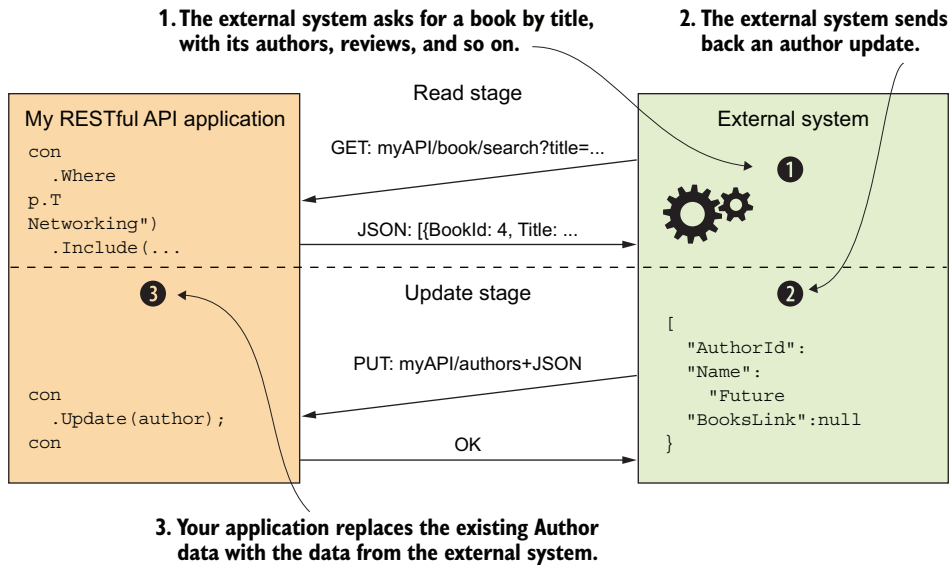 1. The external system asks for a book by title,
with its authors, reviews, and so on.
2. The external system sends
back an author update.
Read stage
My RESTful API application
External system
con
.Where
p.T
Networking")
.Include(...
GET: myAPI/book/search?title=...
1
JSON: [{BookId: 4, Title: ...
3
Update stage
2
PUT: myAPI/authors+JSON
con
.Update(author);
con
[
"AuthorId":
"Name":
"Future
"BooksLink":null
}
OK
3. Your application replaces the existing Author
data with the data from the external system.